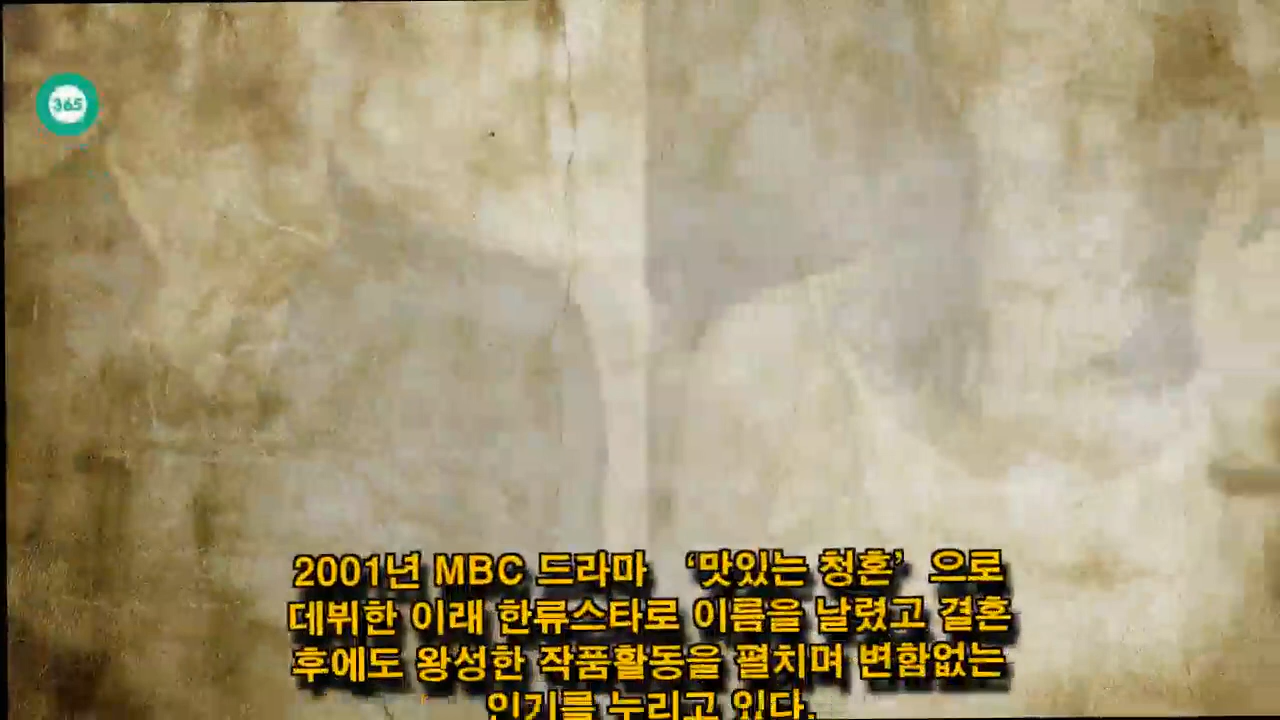 365
2001년 MBC 드라마 ‘맛있는 청혼’ 으로
데뷔한 이래 한류스타로 이름을 날렸고 결혼
후에도 왕성한 작품활동을 펼치며 변함없는
인기를 누리고 있다.